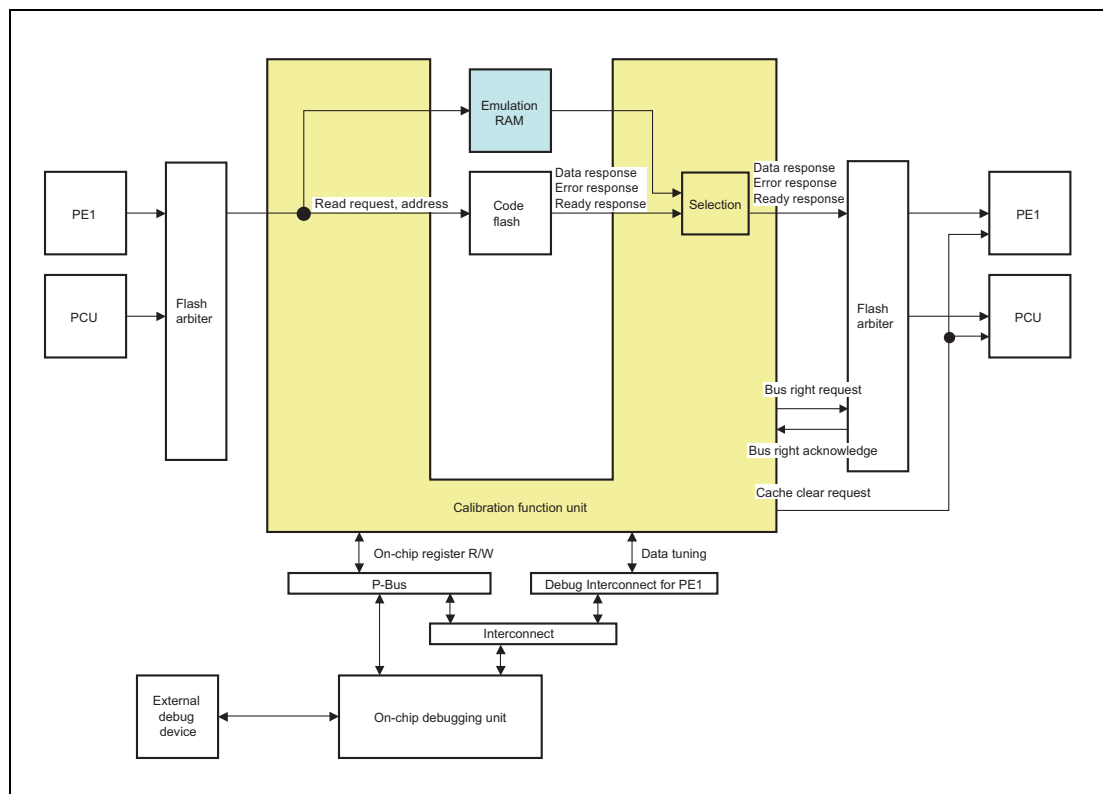 Emulation
RAM
Data response
Error response
Ready response
Data response
Error response
Ready response
PE1
Read request, address
Code
flash
Selection
PE1
PCU
Flash
arbiter
Flash
arbiter
PCU
Bus right request
Bus right acknowledge
Cache clear request
Calibration function unit
On-chip register R/W
Data tuning
P-Bus
Debug Interconnect for PE1
Interconnect
External
debug
device
On-chip debugging unit